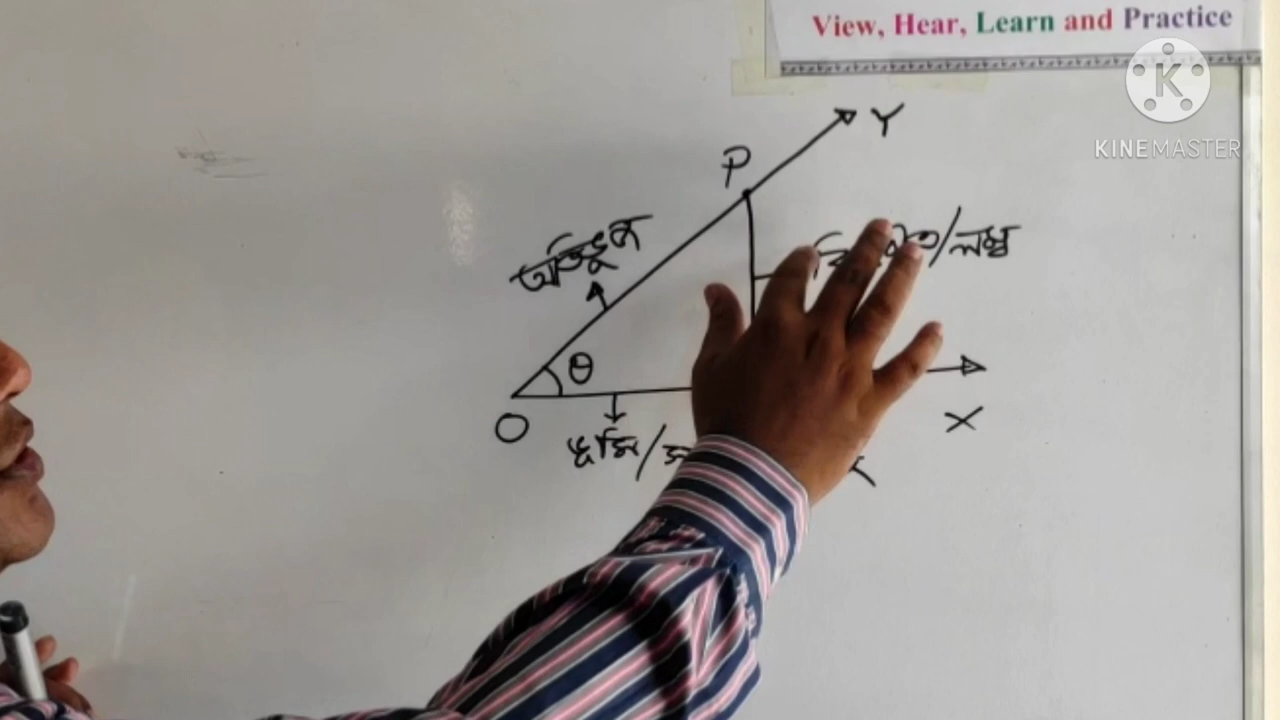 View, Hear, Learn and Practice
KINEMASTER
Y
P
অতিভূজ
/লম্ব
θ
O
X
ভূমি/